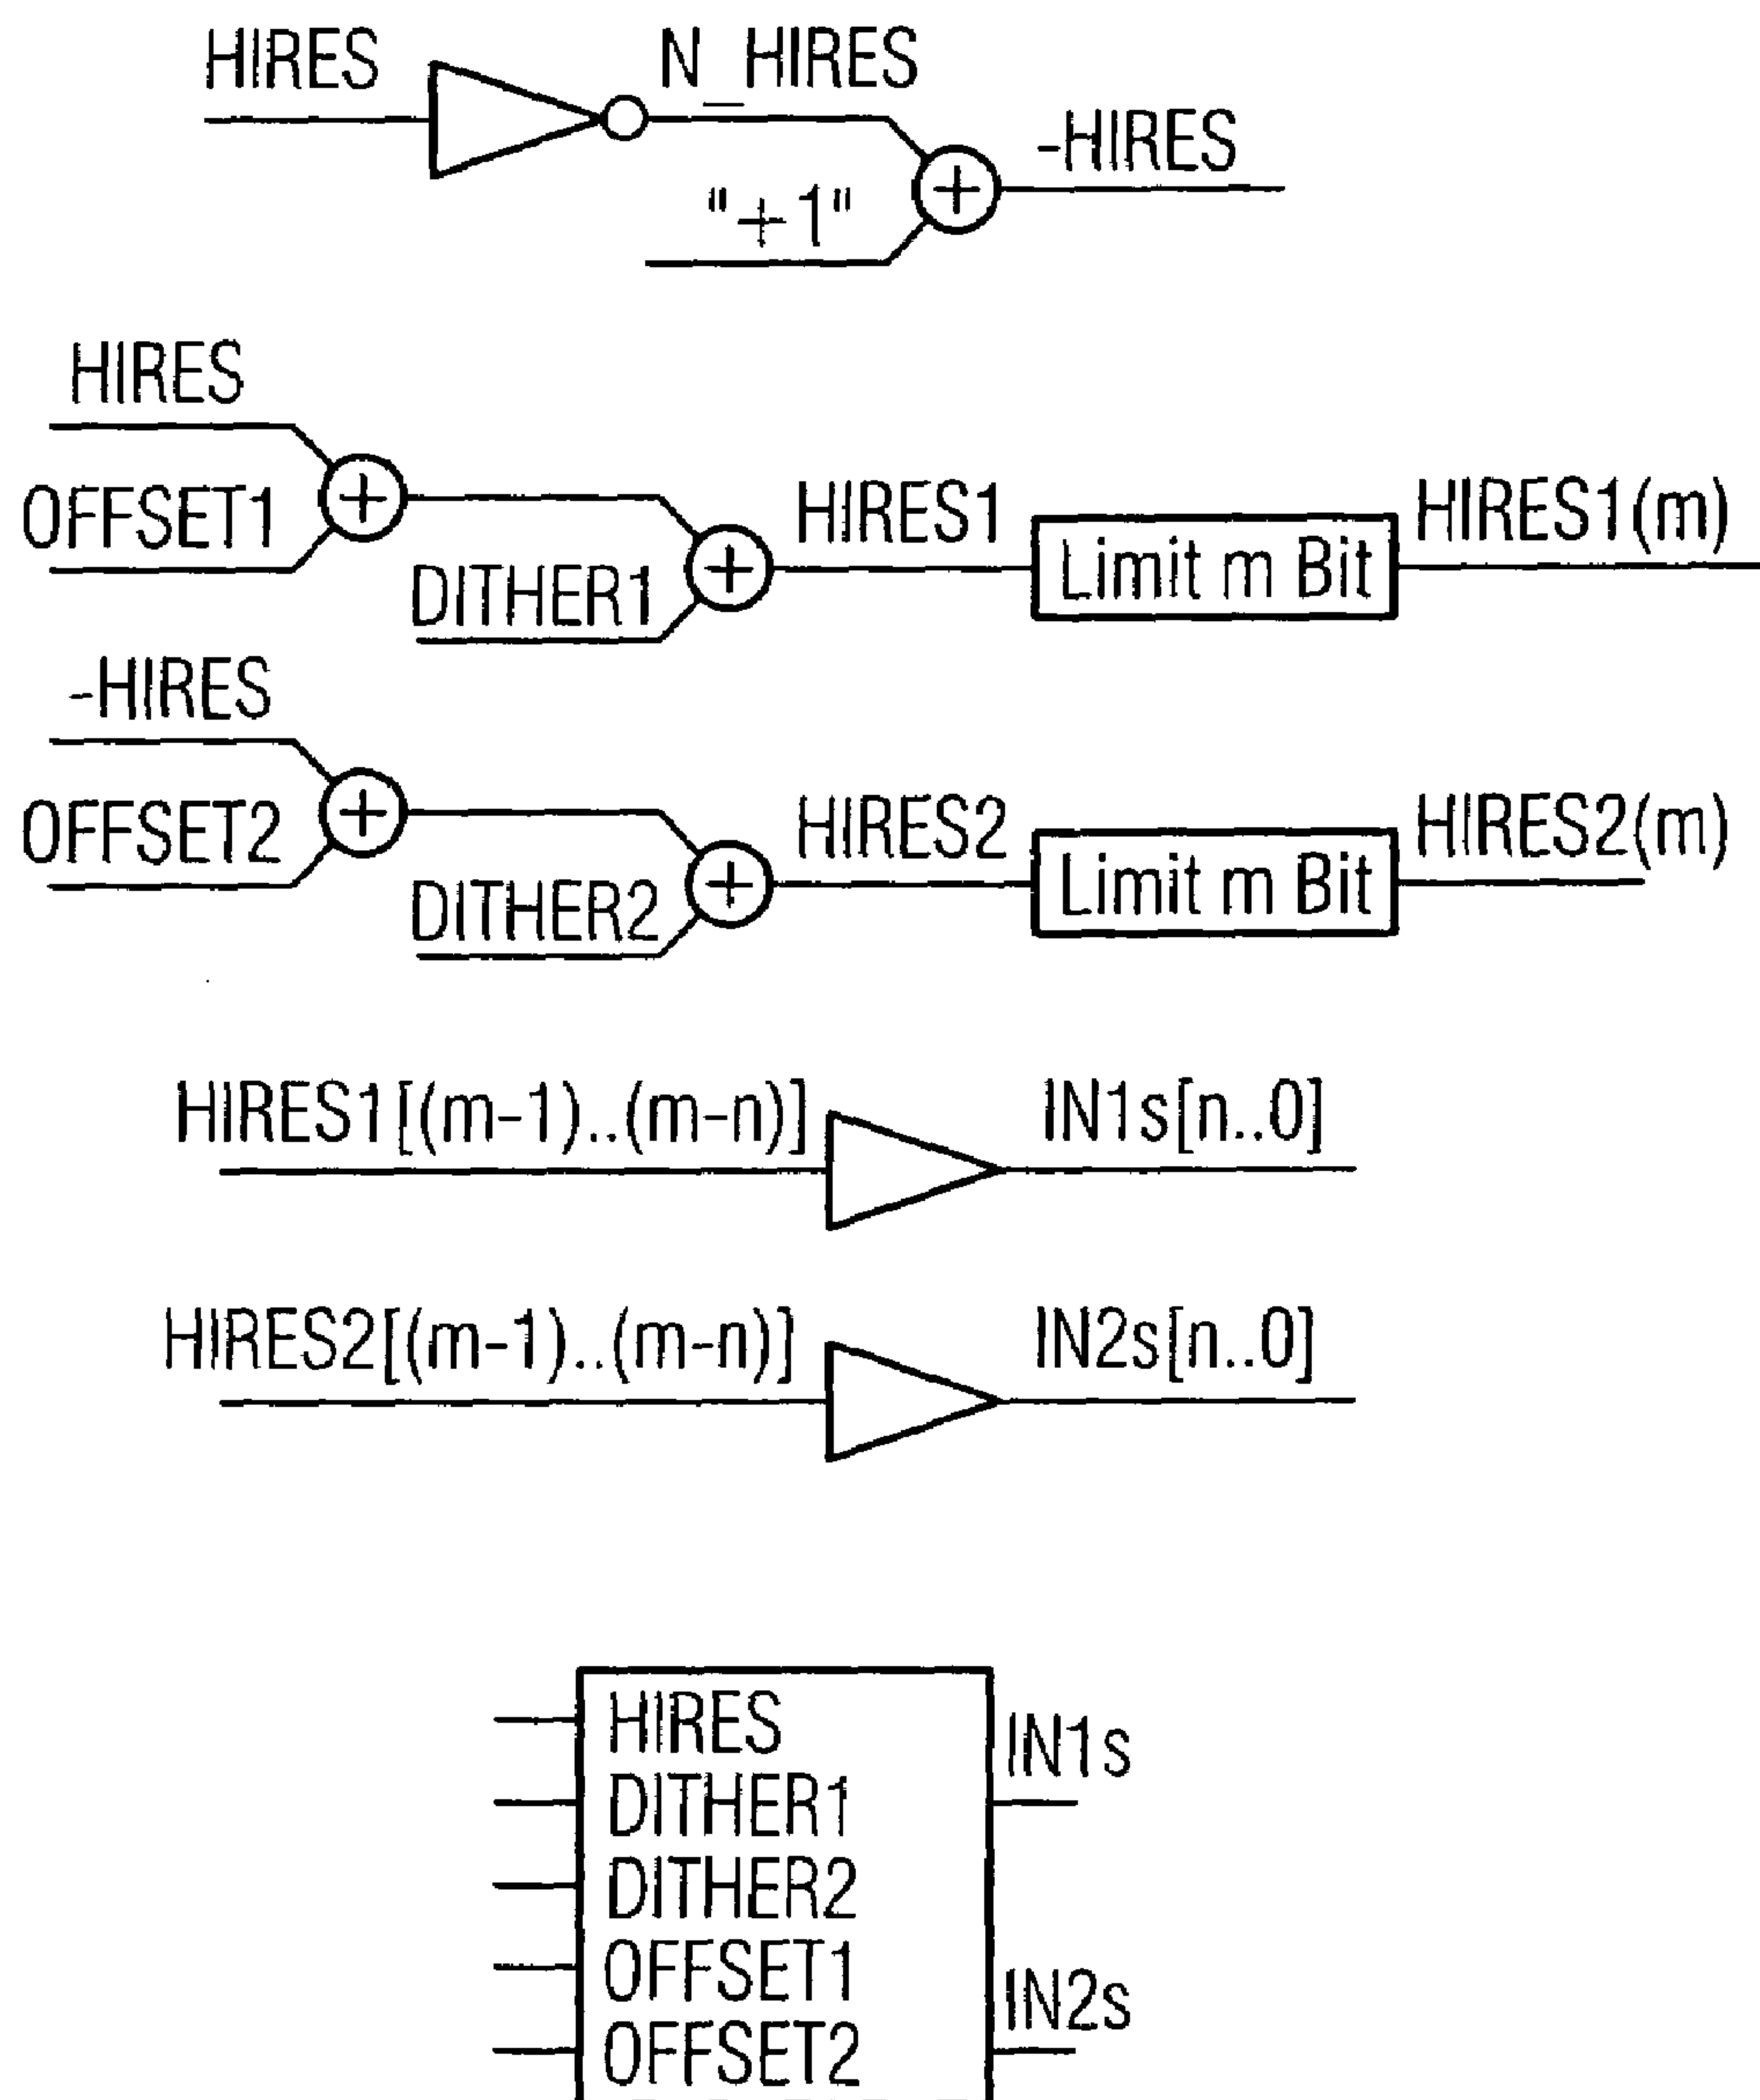 HIRES
N_HIRES
-HIRES
"+1"
HIRES
OFFSET1
HIRES1
HIRES1(m)
Limit m Bit
DITHER1
-HIRES
OFFSET2
HIRES2
HIRES2(m)
Limit m Bit
DITHER2
HIRES1[(m-1)..(m-n)]
IN1s[n..0]
HIRES2[(m-1)..(m-n)]
IN2s[n..0]
HIRES
IN1s
DITHER1
DITHER2
OFFSET1
IN2s
OFFSET2